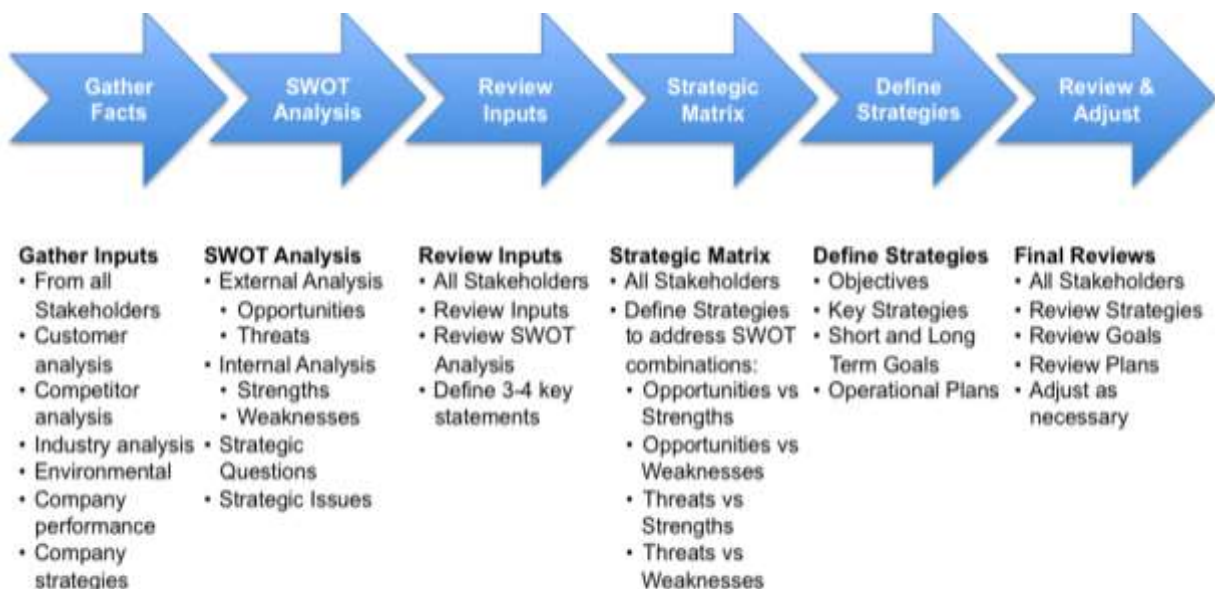 Gather
Facts
SWOT
Analysis
Review
Inputs
Strategic
Matrix
Define
Strategies
Review &
Adjust
Gather Inputs
• From all
Stakeholders
• Customer
analysis
• Competitor
analysis
• Industry analysis
• Environmental
• Company
performance
• Company
strategies
SWOT Analysis
• External Analysis
• Opportunities
• Threats
• Internal Analysis
• Strengths
• Weaknesses
• Strategic
Questions
• Strategic Issues
Review Inputs
• All Stakeholders
• Review Inputs
• Review SWOT
Analysis
• Define 3-4 key
statements
Strategic Matrix
• All Stakeholders
• Define Strategies
to address SWOT
combinations:
• Opportunities vs
Strengths
• Opportunities vs
Weaknesses
• Threats vs
Strengths
• Threats vs
Weaknesses
Define Strategies
• Objectives
• Key Strategies
• Short and Long
Term Goals
• Operational Plans
Final Reviews
• All Stakeholders
• Review Strategies
• Review Goals
• Review Plans
• Adjust as
necessary